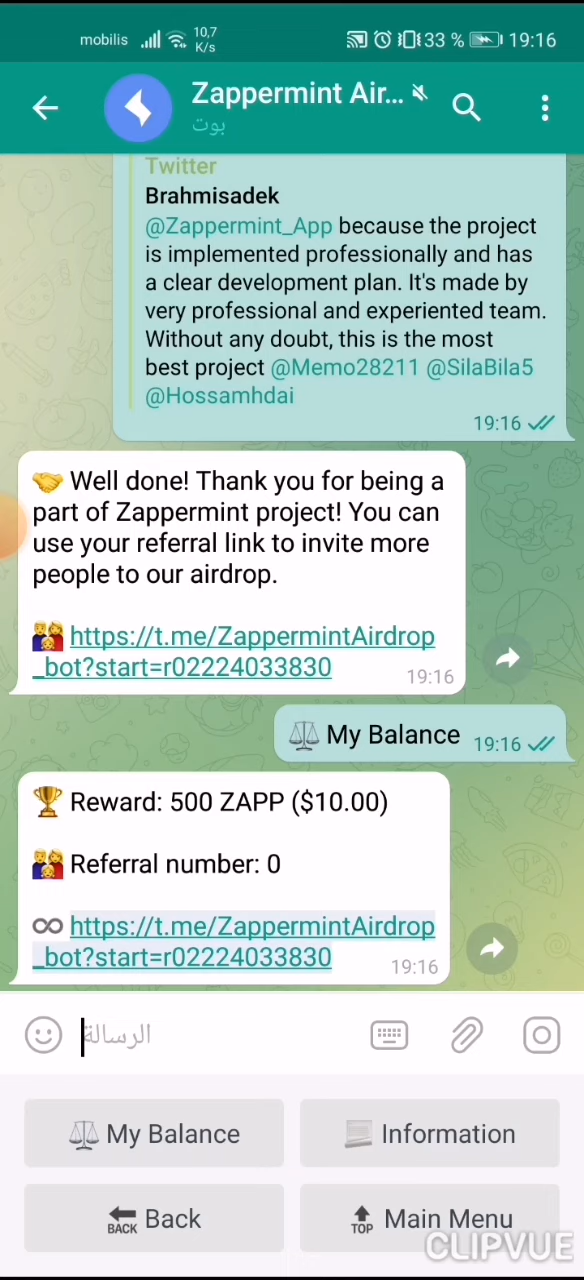 mobilis 10,7 K/s 33 % 19:16
Zappermint Air...
بوت
Twitter
Brahmisadek
@Zappermint_App because the project
is implemented professionally and has
a clear development plan. It's made by
very professional and experiented team.
Without any doubt, this is the most
best project @Memo28211 @SilaBila5
@Hossamhdai
19:16
Well done! Thank you for being a
part of Zappermint project! You can
use your referral link to invite more
people to our airdrop.
https://t.me/ZappermintAirdrop
_bot?start=r02224033830
19:16
My Balance 19:16
Reward: 500 ZAPP ($10.00)
Referral number: 0
https://t.me/ZappermintAirdrop
_bot?start=r02224033830
19:16
الرسالة
My Balance
Information
BACK Back
TOP Main Menu
CLIPVUE